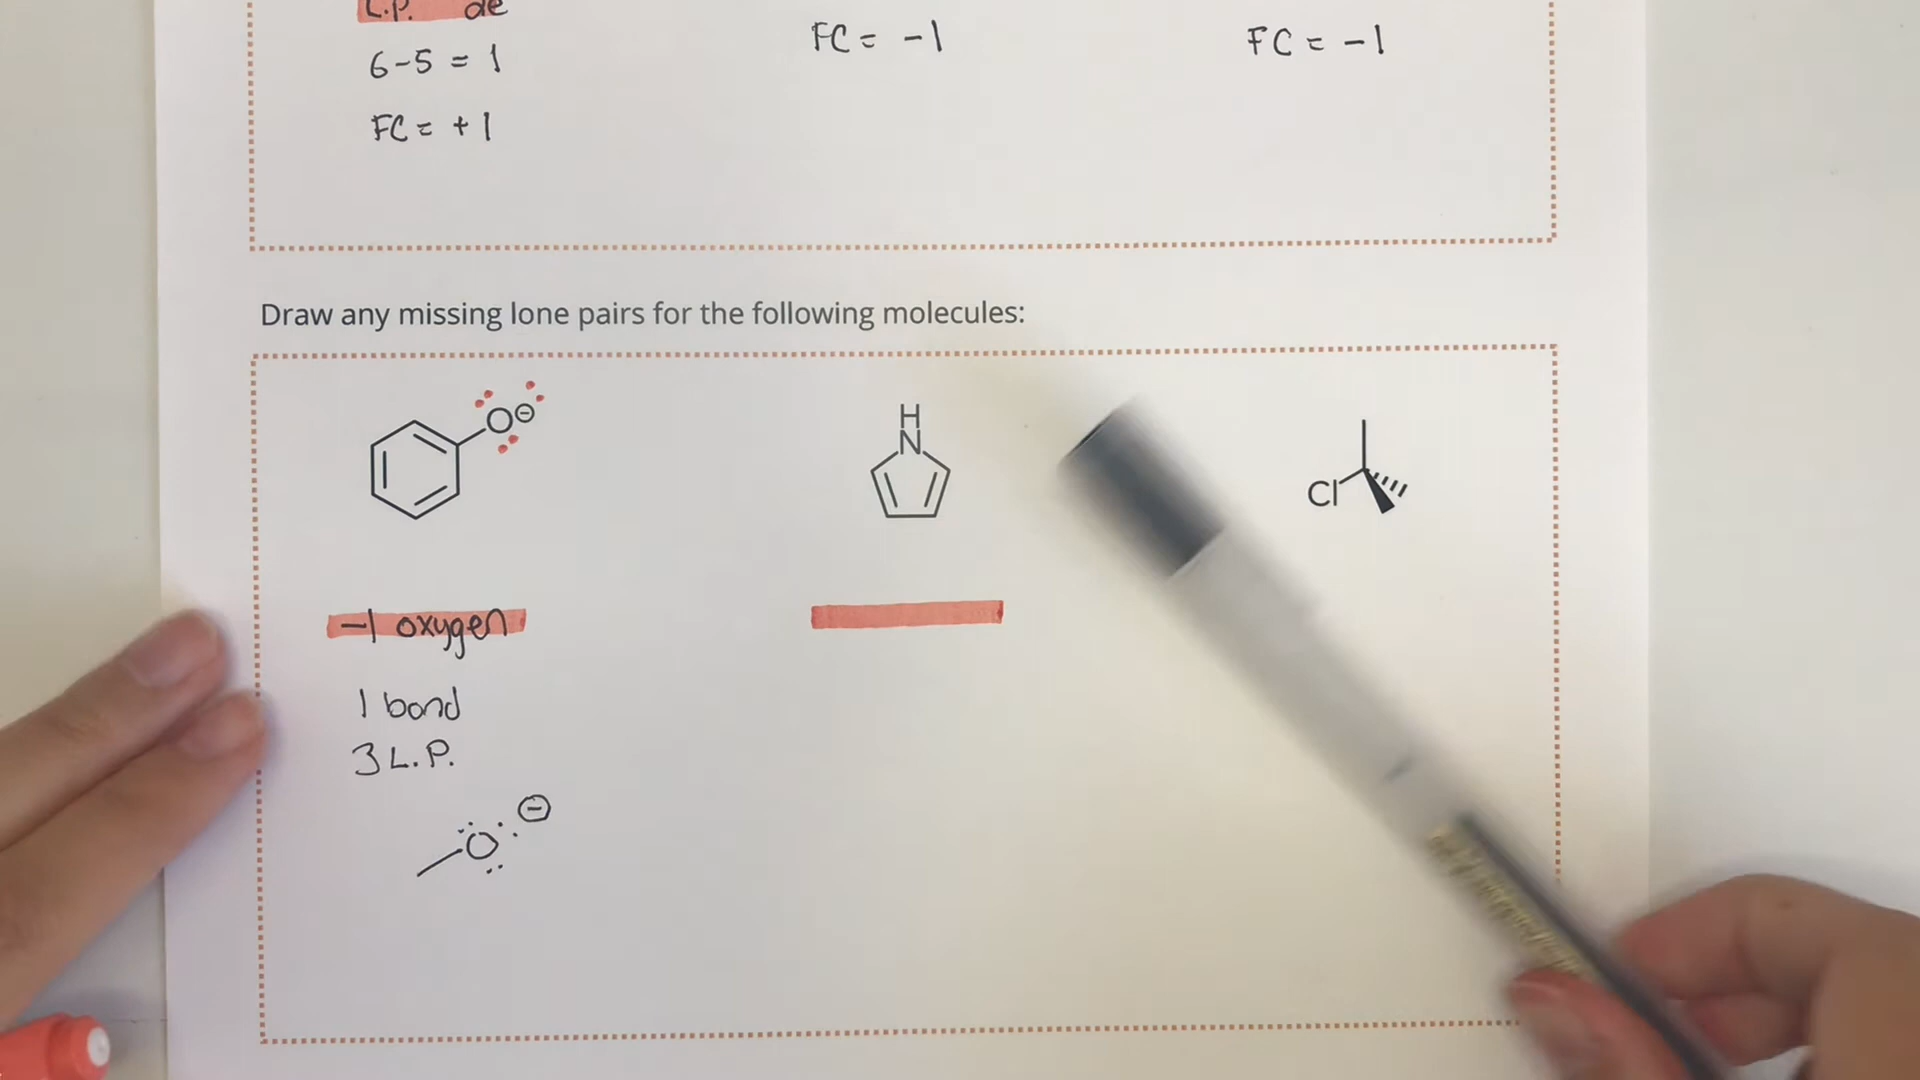 L.P. de
6-5 = 1
FC = +1
FC = -1
FC = -1
Draw any missing lone pairs for the following molecules:
O⊖
H
N
Cl
-1 oxygen
1 bond
3 L.P.
O ⊖